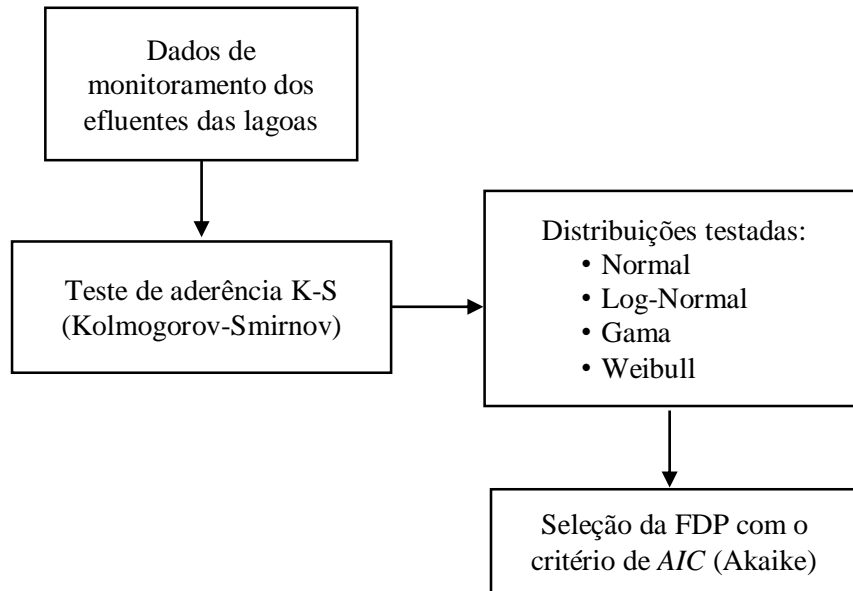 Dados de
monitoramento dos
efluentes das lagoas
Teste de aderência K-S
(Kolmogorov-Smirnov)
Distribuições testadas:
• Normal
• Log-Normal
• Gama
• Weibull
Seleção da FDP com o
critério de AIC (Akaike)